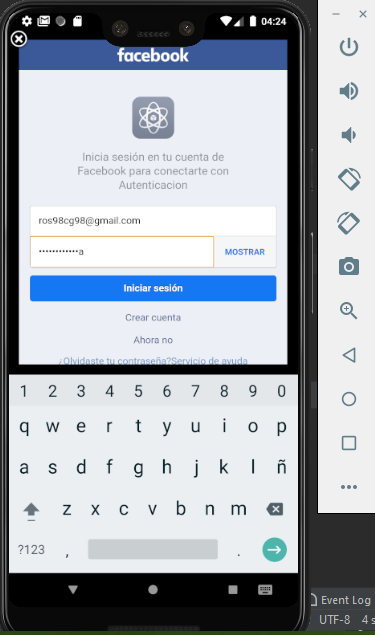 04:24
facebook
Inicia sesión en tu cuenta de
Facebook para conectarte con
Autenticacion
ros98cg98@gmail.com
••••••••••••a
MOSTRAR
Iniciar sesión
Crear cuenta
Ahora no
¿Olvidaste tu contraseña?Servicio de ayuda
1 2 3 4 5 6 7 8 9 0
q w e r t y u i o p
a s d f g h j k l ñ
z x c v b n m
?123 , .
Event Log
UTF-8 4 s